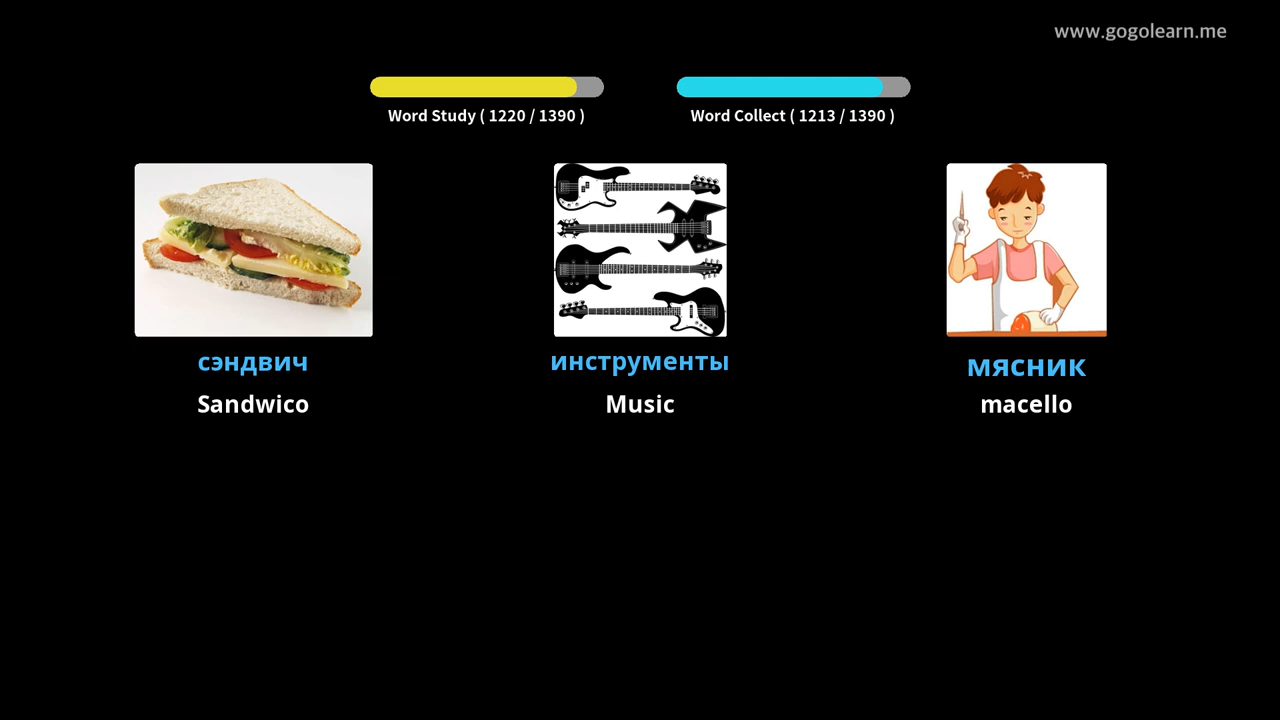 www.gogolearn.me
Word Study ( 1220 / 1390 )
Word Collect ( 1213 / 1390 )
сэндвич
инструменты
мясник
Sandwico
Music
macello